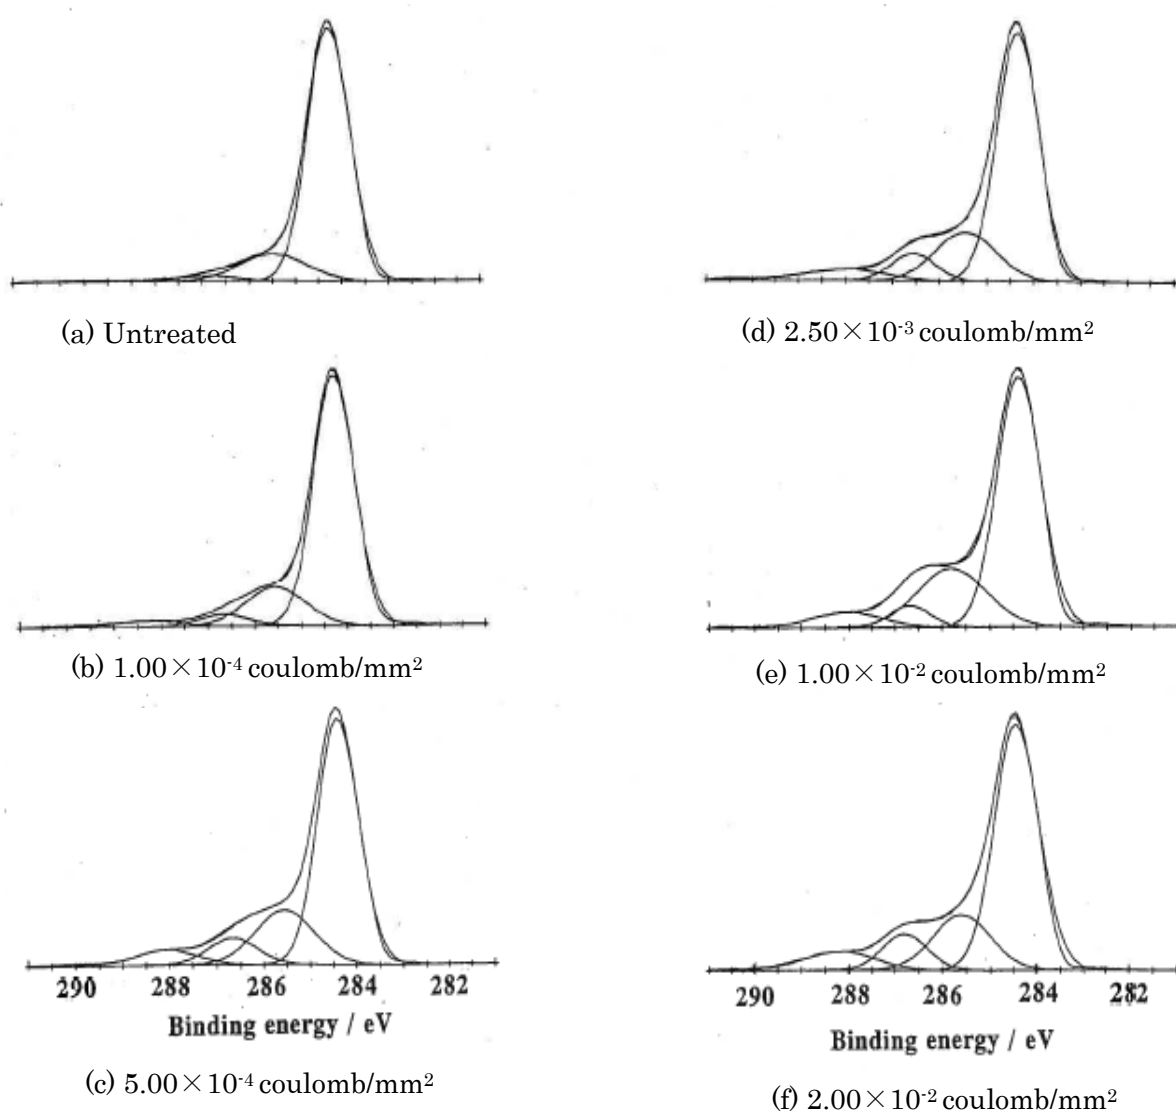 (a) Untreated
(d) 2.50×10⁻³ coulomb/mm²
(b) 1.00×10⁻⁴ coulomb/mm²
(e) 1.00×10⁻² coulomb/mm²
290 288 286 284 282
Binding energy / eV
(c) 5.00×10⁻⁴ coulomb/mm²
290 288 286 284 282
Binding energy / eV
(f) 2.00×10⁻² coulomb/mm²